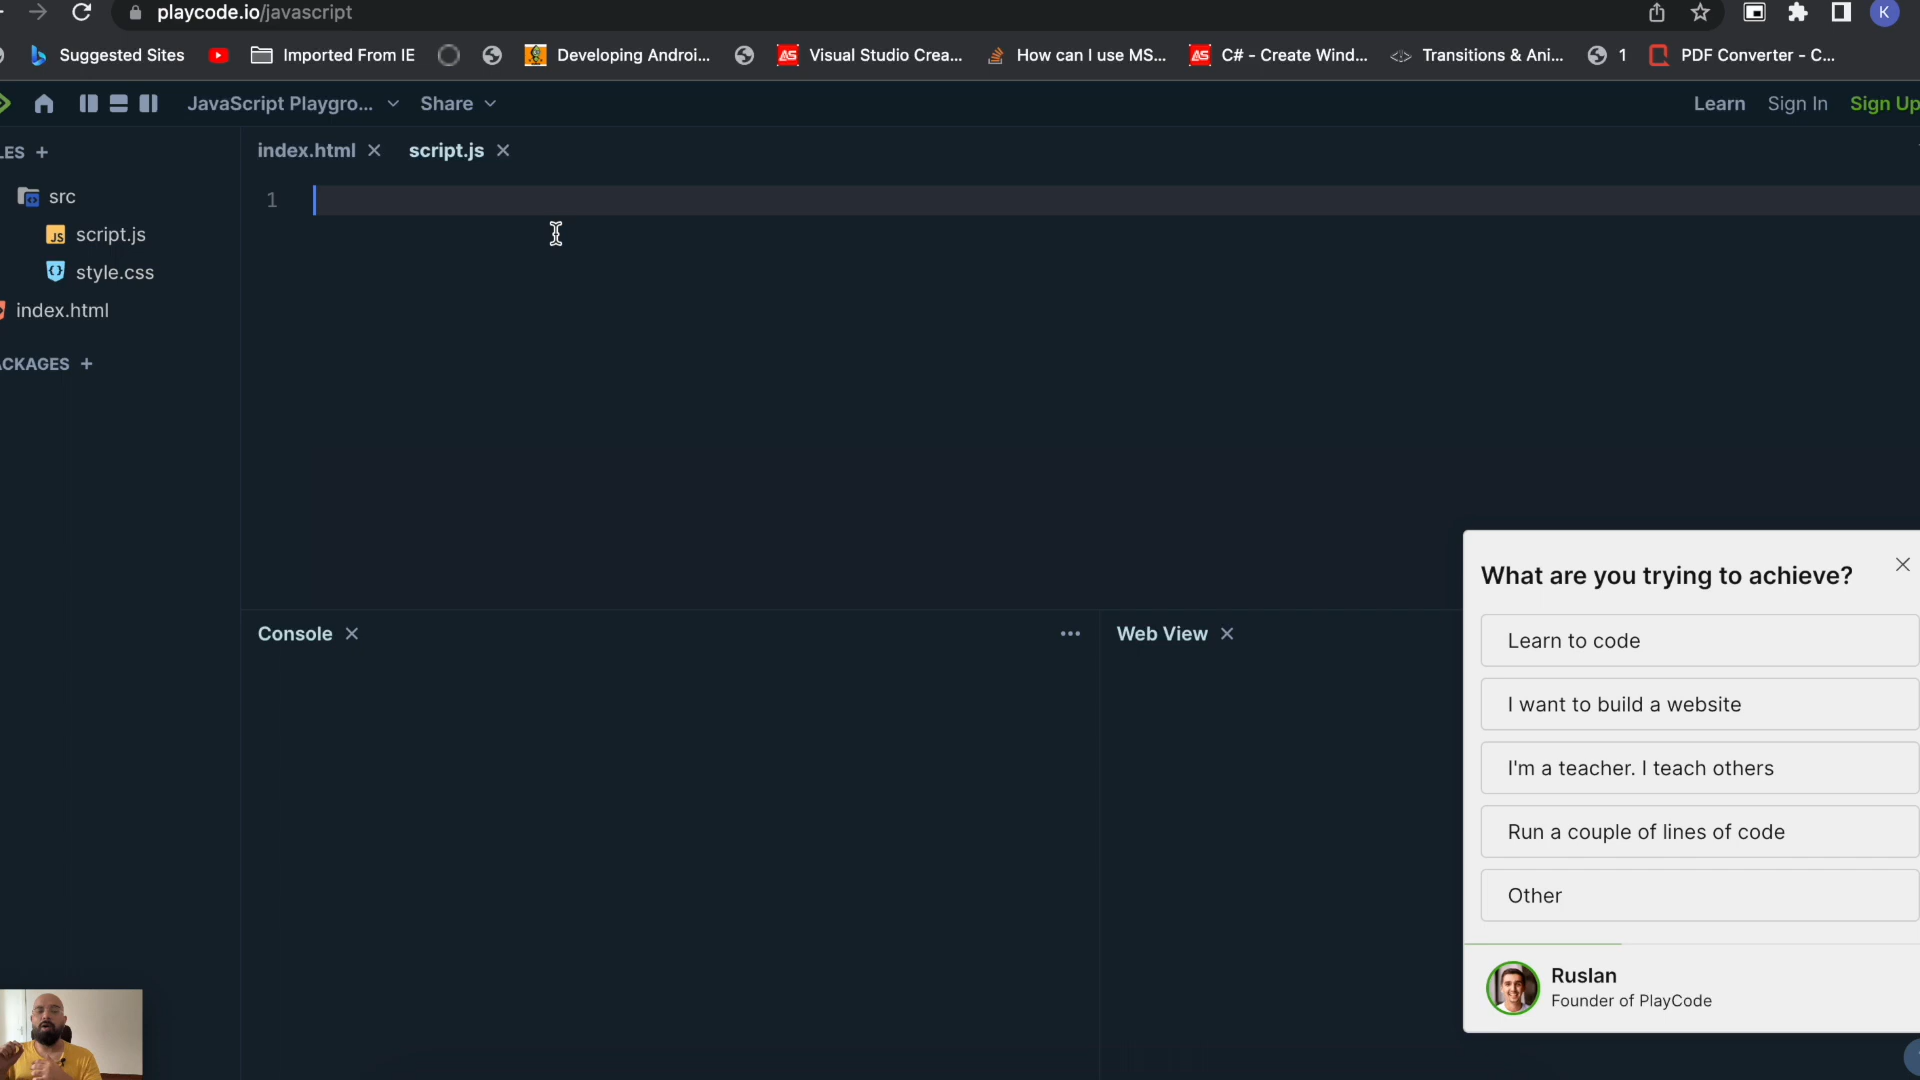 playcode.io/javascript
K
Suggested Sites
Imported From IE
Developing Androi...
Visual Studio Crea...
How can I use MS...
C# - Create Wind...
Transitions & Ani...
1
PDF Converter - C...
JavaScript Playgro...
Share
Learn
Sign In
Sign Up
LES +
index.html
script.js
1
src
script.js
style.css
index.html
ACKAGES +
Console
Web View
What are you trying to achieve?
Learn to code
I want to build a website
I'm a teacher. I teach others
Run a couple of lines of code
Other
Ruslan
Founder of PlayCode